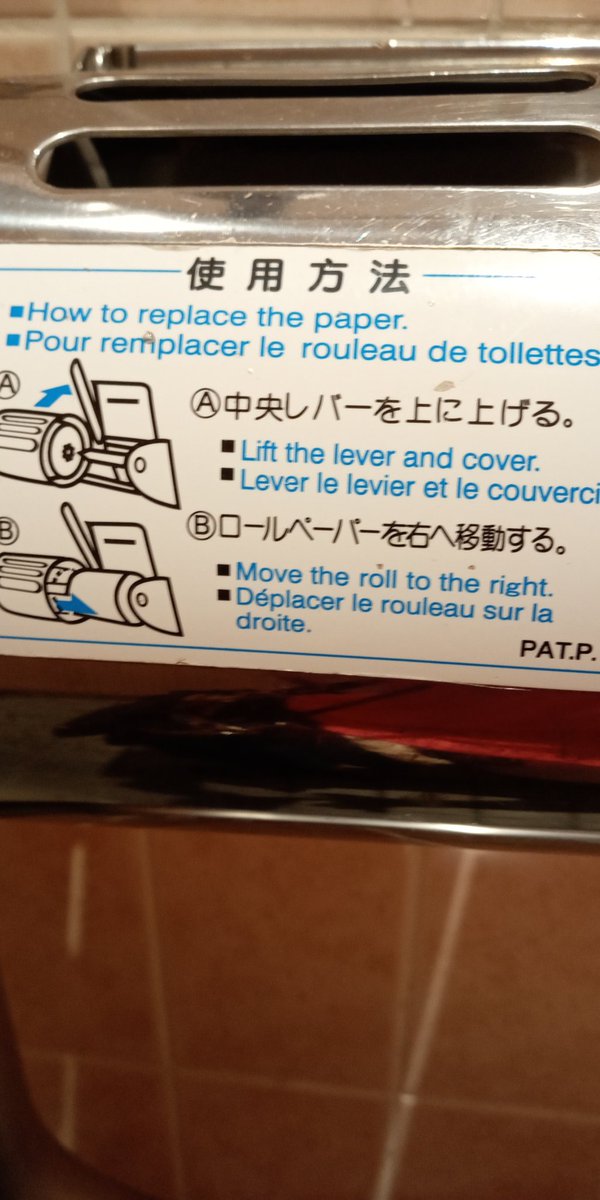 使用方法
■How to replace the paper.
■Pour remplacer le rouleau de tollettes
Ⓐ
Ⓐ中央レバーを上に上げる。
■Lift the lever and cover.
■Lever le levier et le couverci
Ⓑ
Ⓑロールペーパーを右へ移動する。
■Move the roll to the right.
■Déplacer le rouleau sur la
droite.
PAT.P.